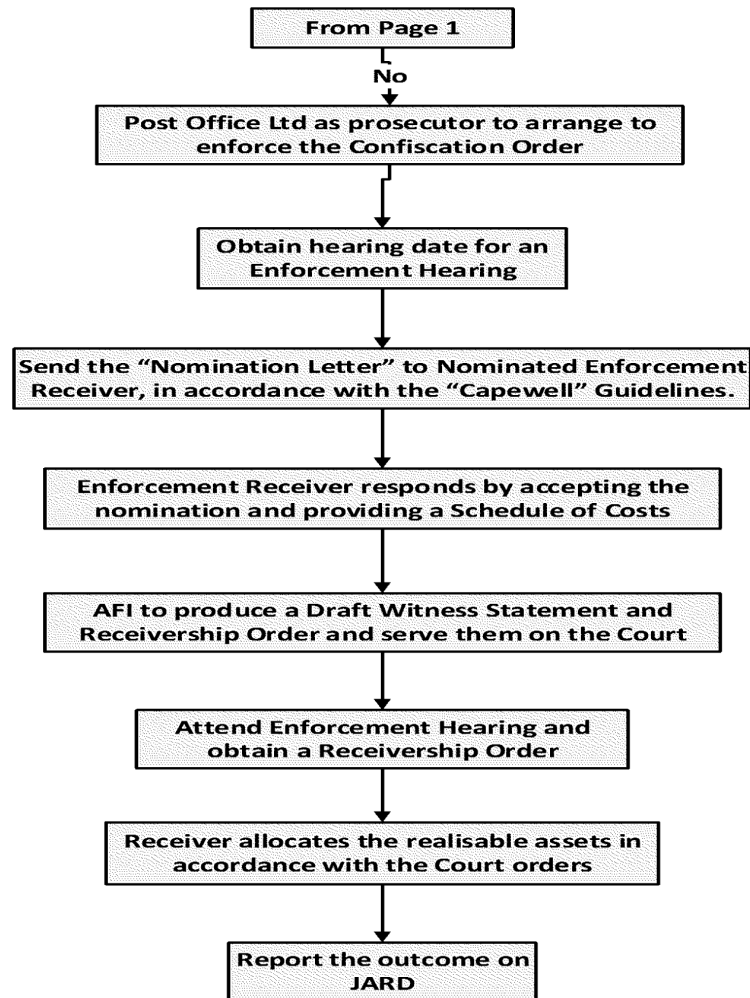 From Page 1
No
Post Office Ltd as prosecutor to arrange to
enforce the Confiscation Order
Obtain hearing date for an
Enforcement Hearing
Send the “Nomination Letter” to Nominated Enforcement
Receiver, in accordance with the “Capewell” Guidelines.
Enforcement Receiver responds by accepting the
nomination and providing a Schedule of Costs
AFI to produce a Draft Witness Statement and
Receivership Order and serve them on the Court
Attend Enforcement Hearing and
obtain a Receivership Order
Receiver allocates the realisable assets in
accordance with the Court orders
Report the outcome on
JARD